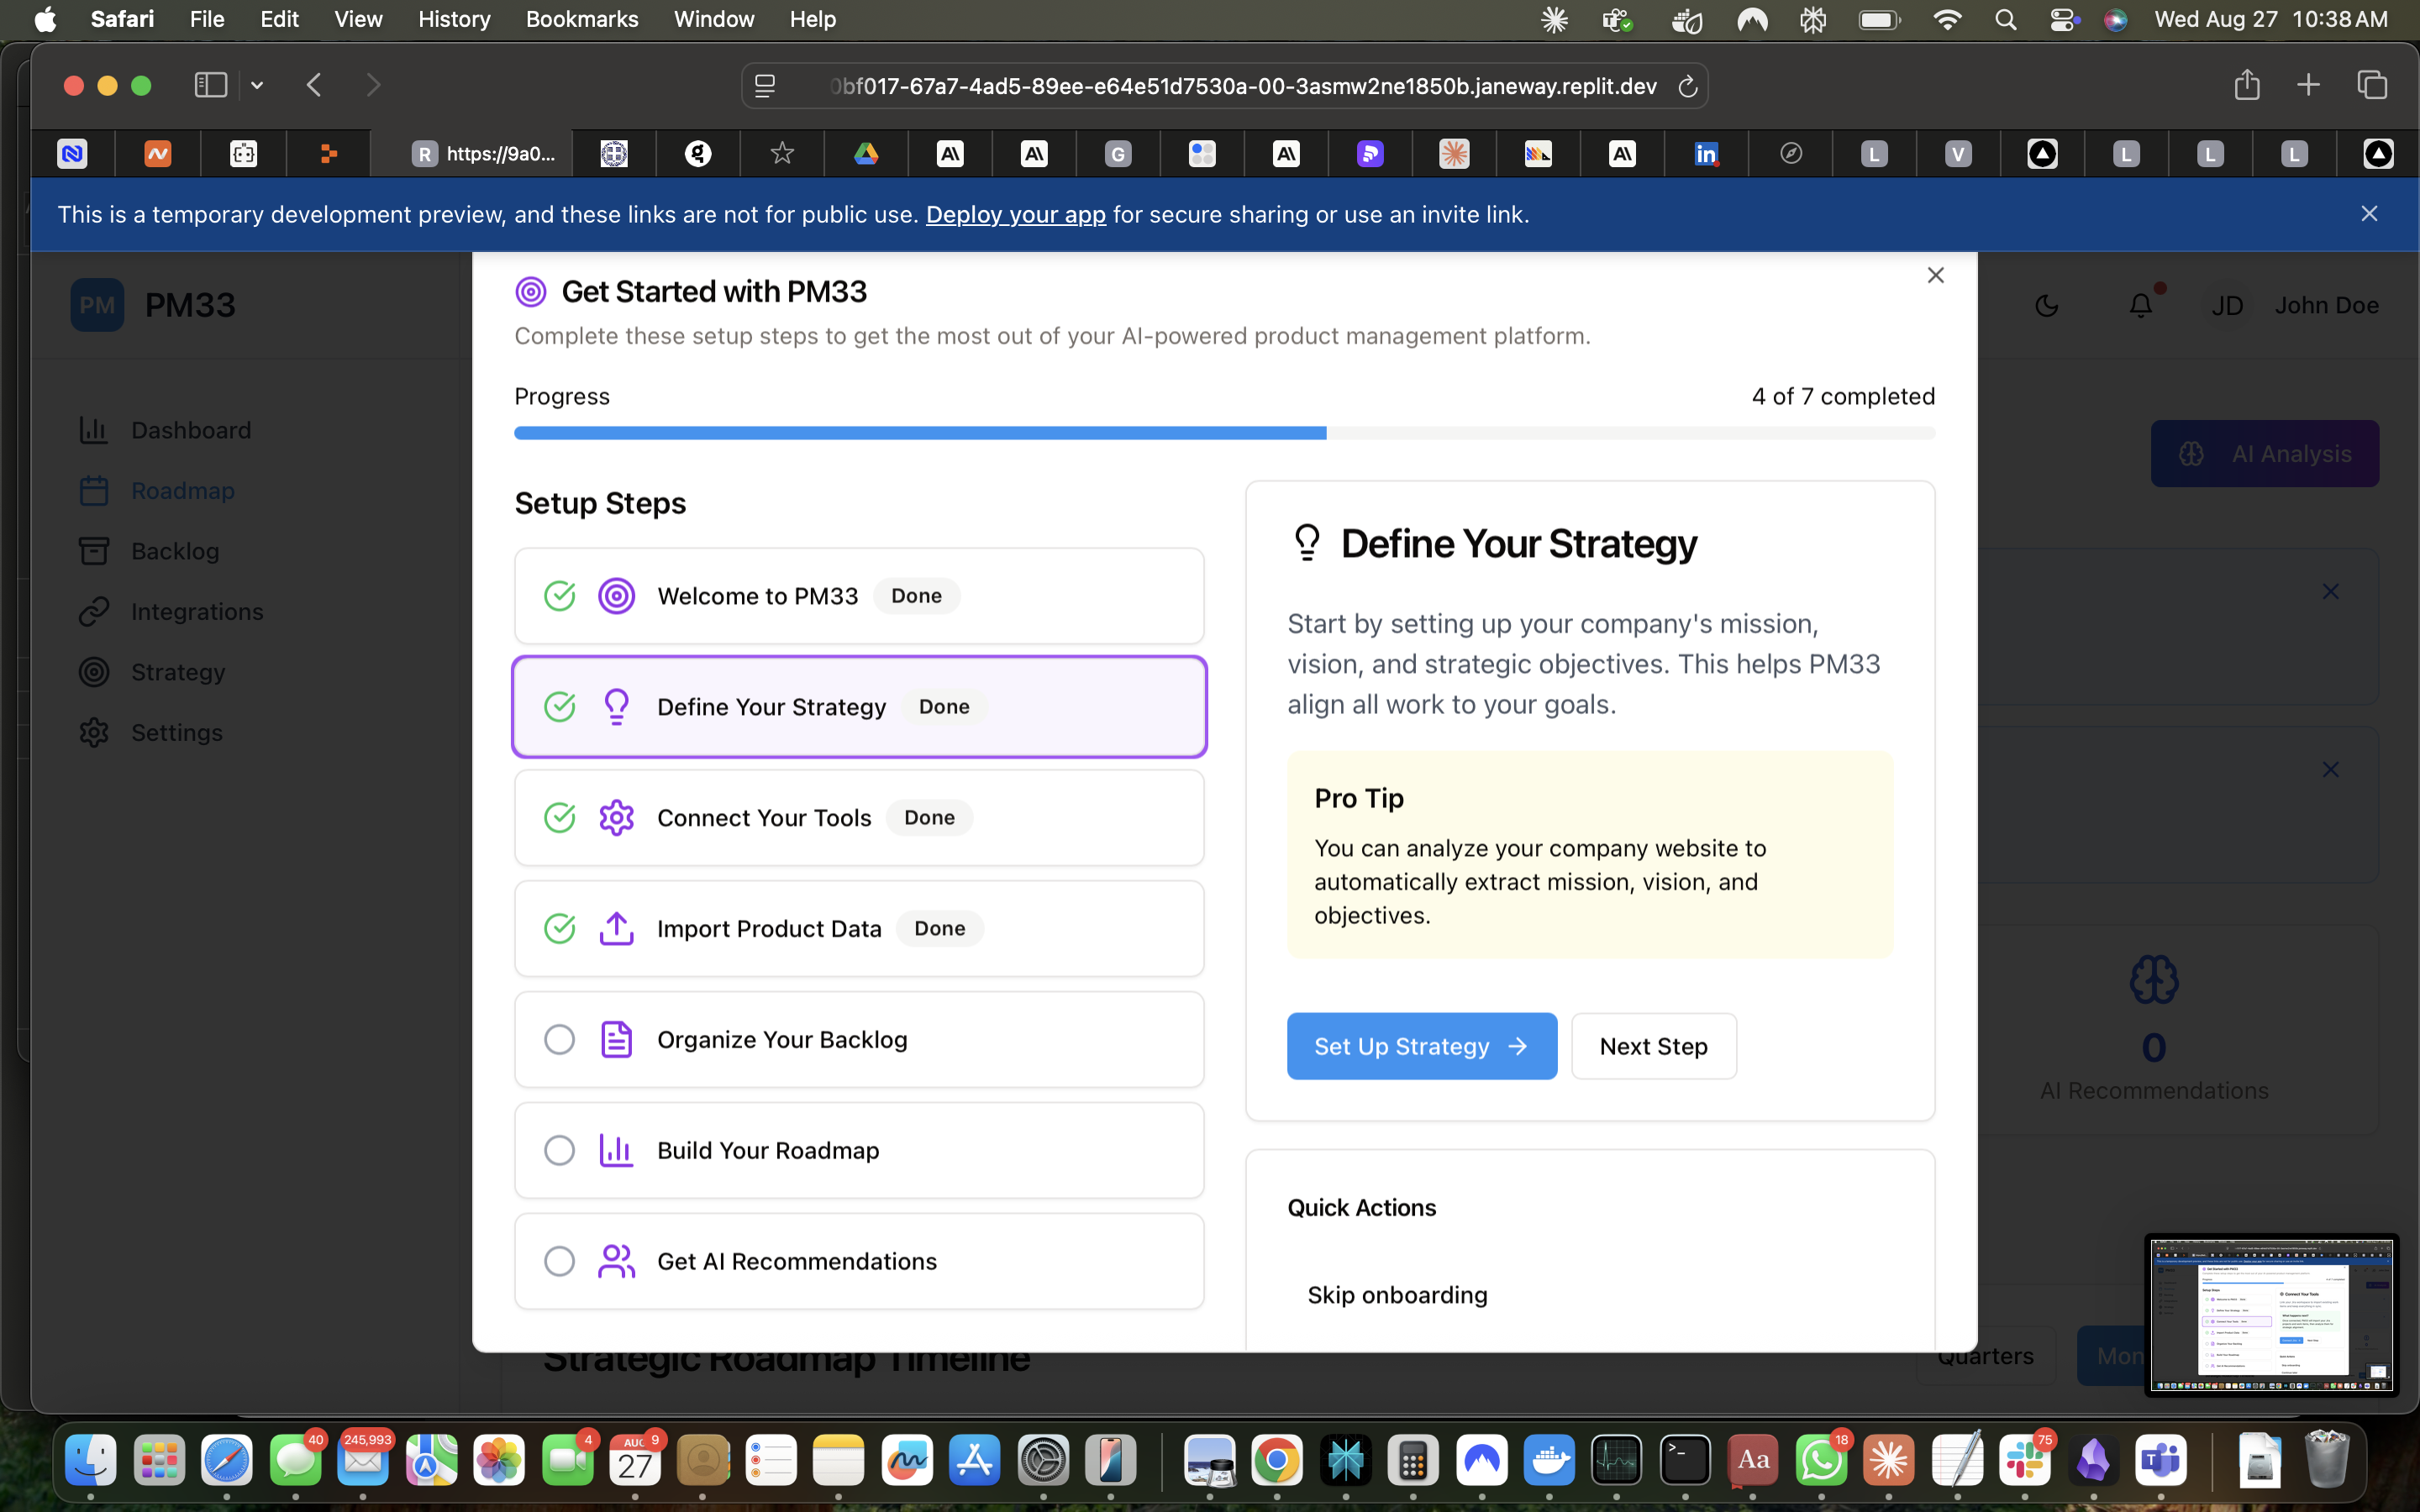 Safari File Edit View History Bookmarks Window Help Wed Aug 27 10:38 AM
0bf017-67a7-4ad5-89ee-e64e51d7530a-00-3asmw2ne1850b.janeway.replit.dev
R https://9a0...
This is a temporary development preview, and these links are not for public use. Deploy your app for secure sharing or use an invite link.
PM PM33
Dashboard
Roadmap
Backlog
Integrations
Strategy
Settings
Get Started with PM33
Complete these setup steps to get the most out of your AI-powered product management platform.
Progress 4 of 7 completed
Setup Steps
Welcome to PM33 Done
Define Your Strategy Done
Connect Your Tools Done
Import Product Data Done
Organize Your Backlog
Build Your Roadmap
Get AI Recommendations
Define Your Strategy
Start by setting up your company's mission,
vision, and strategic objectives. This helps PM33
align all work to your goals.
Pro Tip
You can analyze your company website to
automatically extract mission, vision, and
objectives.
Set Up Strategy Next Step
Quick Actions
Skip onboarding
JD John Doe
AI Analysis
0
AI Recommendations
Strategic Roadmap Timeline
Quarters
Mon
40
245,993
4
AUG 9
27
Aa
18
75